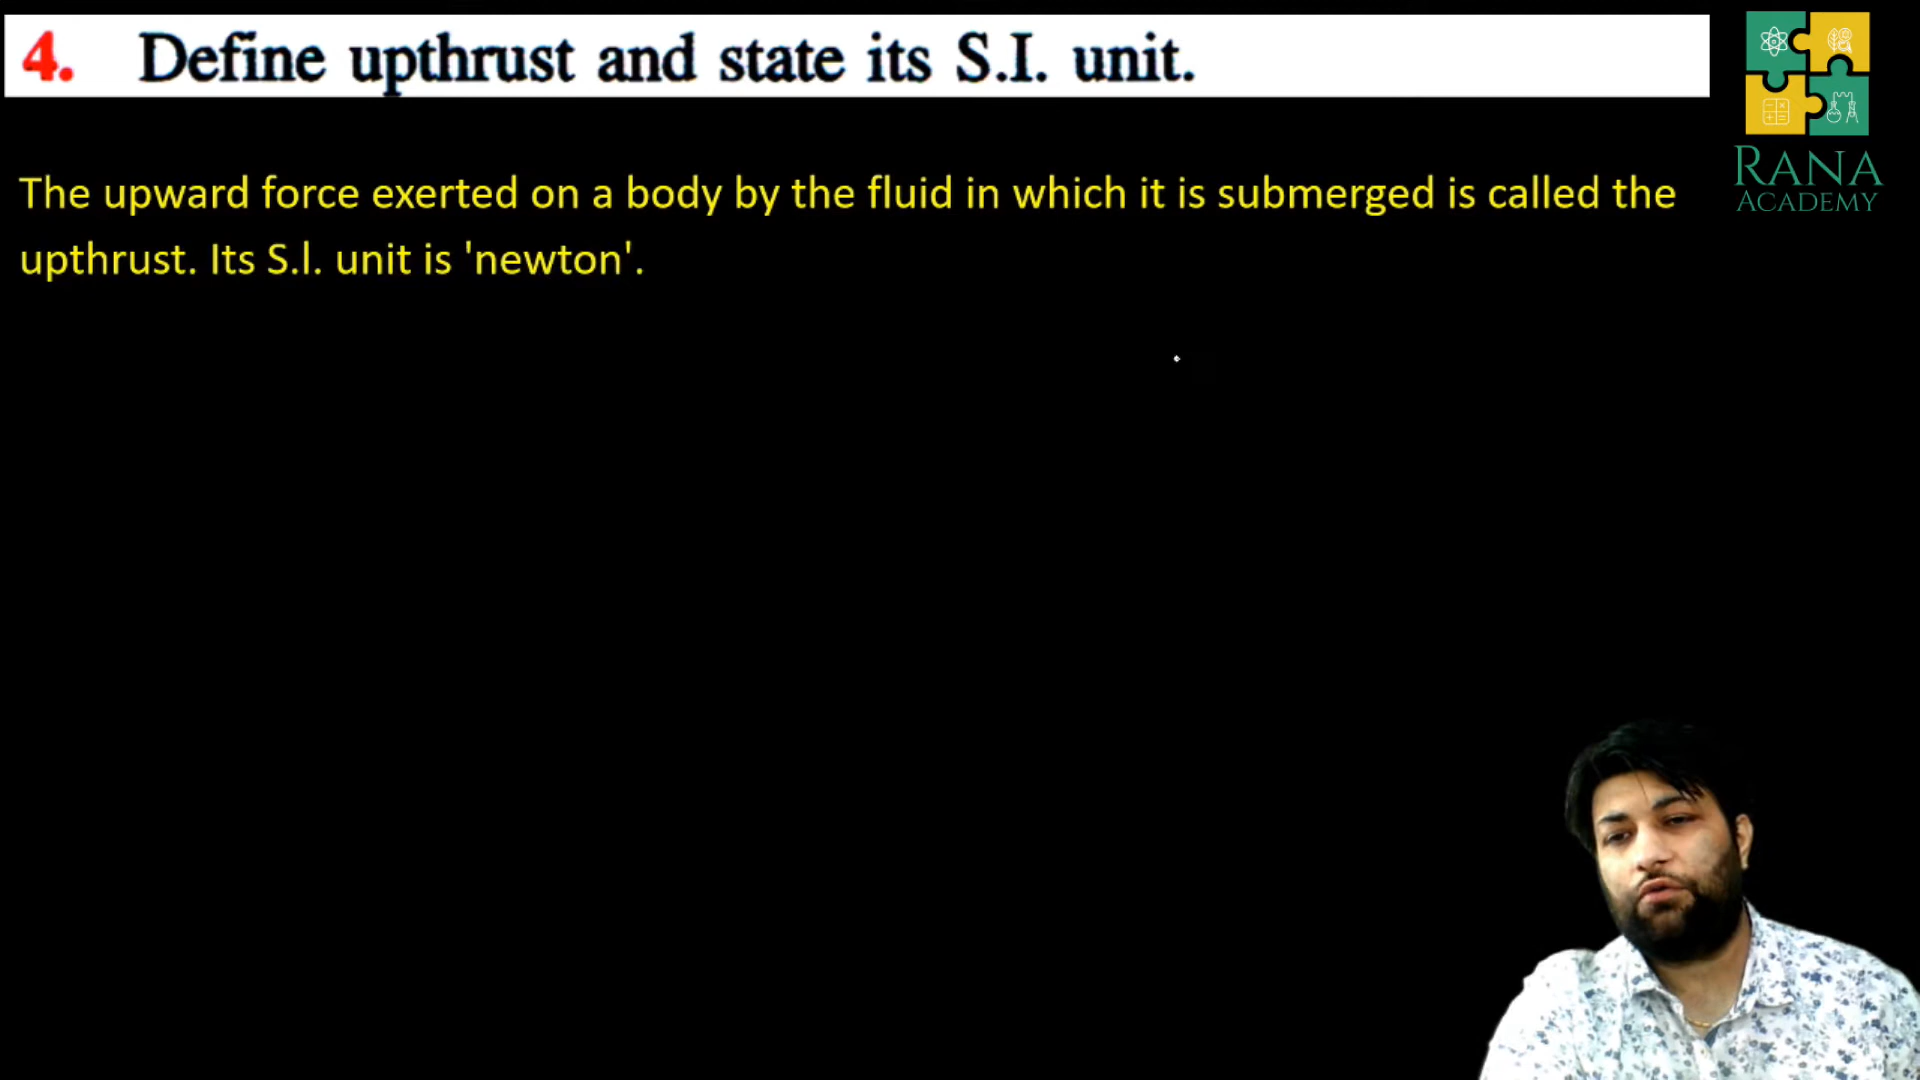 4. Define upthrust and state its S.I. unit.
RANA
ACADEMY
The upward force exerted on a body by the fluid in which it is submerged is called the
upthrust. Its S.l. unit is 'newton'.